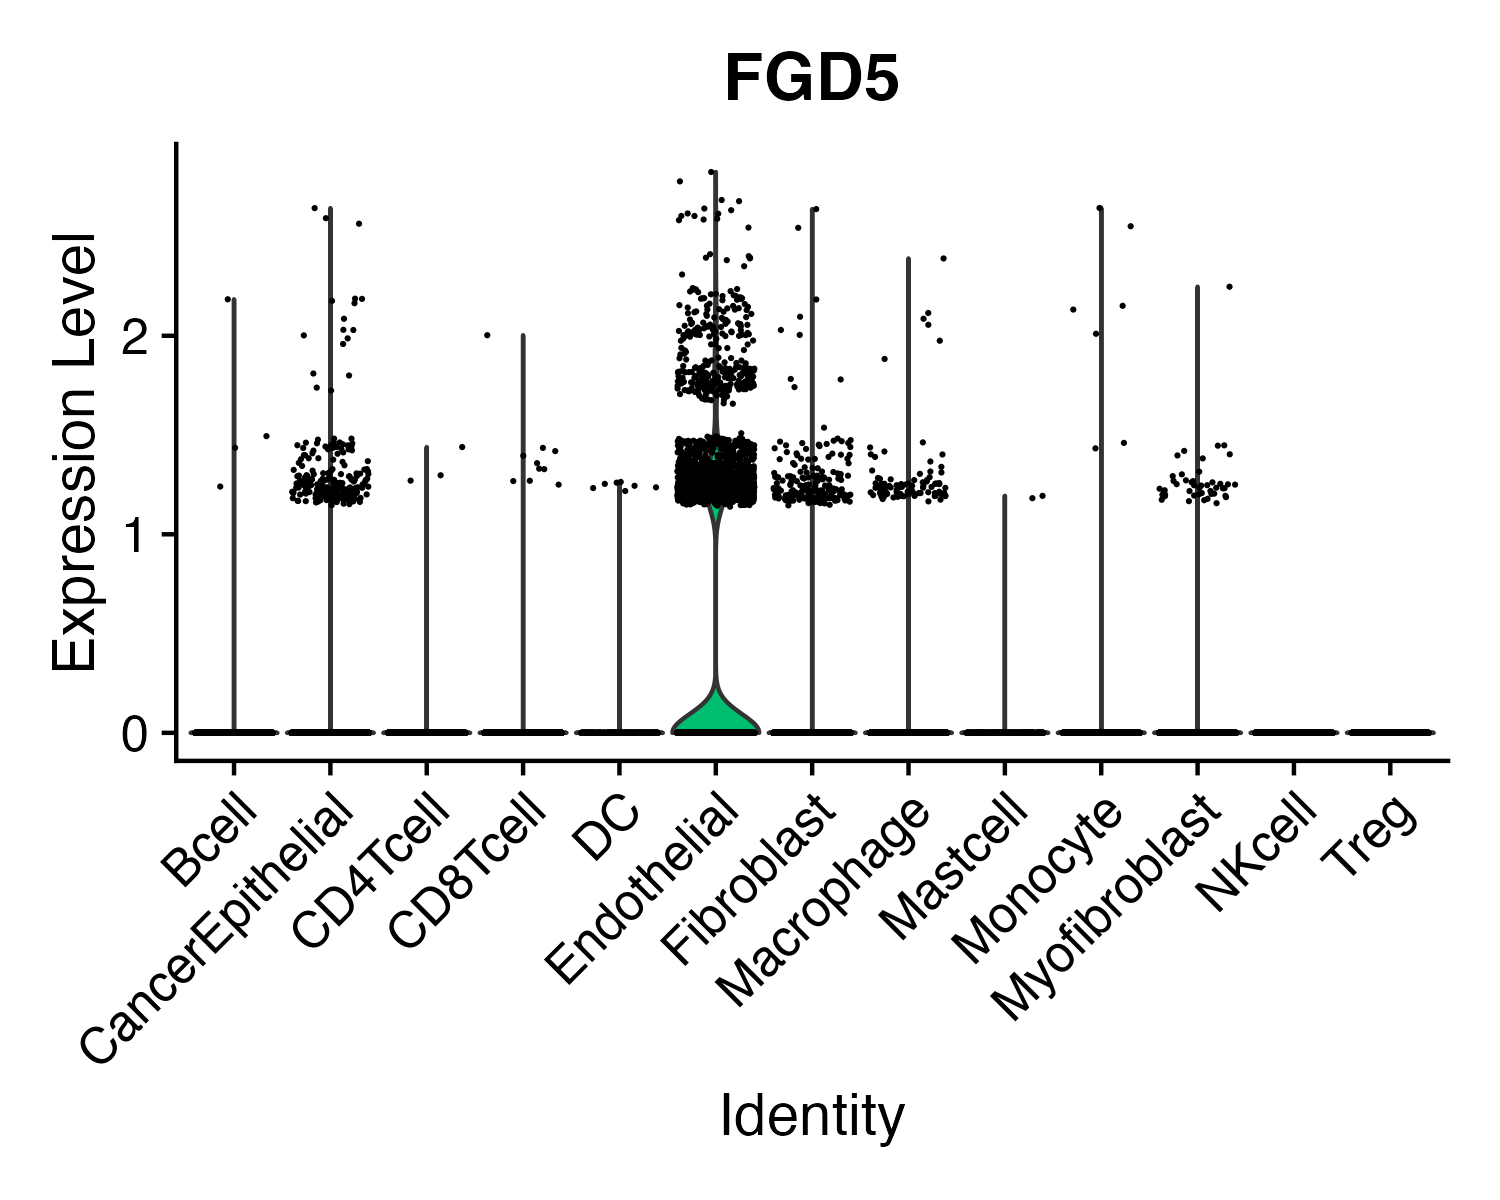 FGD5
Expression Level
2
1
0
Bcell
CancerEpithelial
CD4Tcell
CD8Tcell
DC
Endothelial
Fibroblast
Macrophage
Mastcell
Monocyte
Myofibroblast
NKcell
Treg
Identity